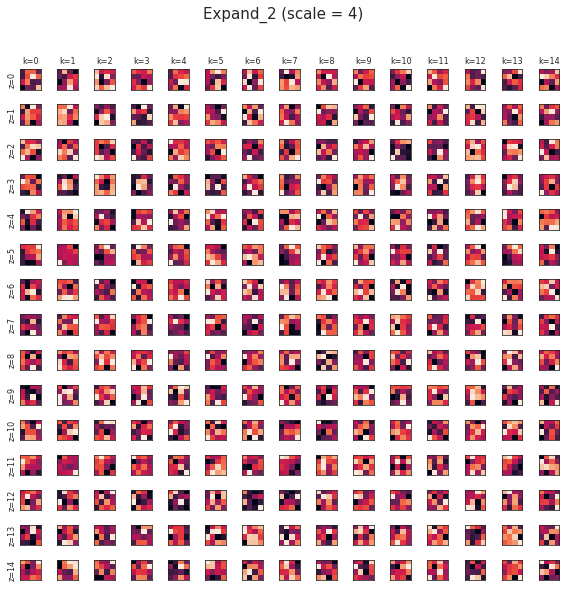 Expand_2 (scale = 4)
k=0 k=1 k=2 k=3 k=4 k=5 k=6 k=7 k=8 k=9 k=10 k=11 k=12 k=13 k=14
z=0
z=1
z=2
z=3
z=4
z=5
z=6
z=7
z=8
z=9
z=10
z=11
z=12
z=13
z=14